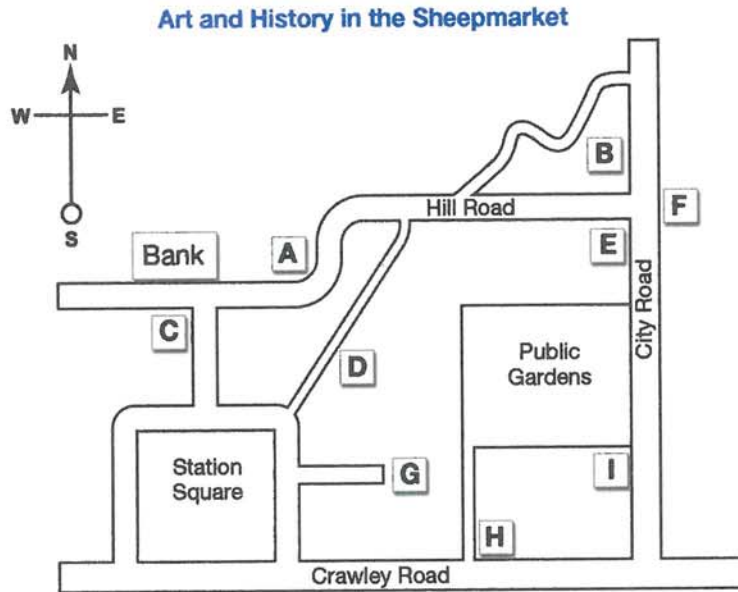 Art and History in the Sheepmarket
N
W
E
S
B
Hill Road
F
Bank
A
E
C
City Road
D
Public
Gardens
Station
Square
G
I
H
Crawley Road